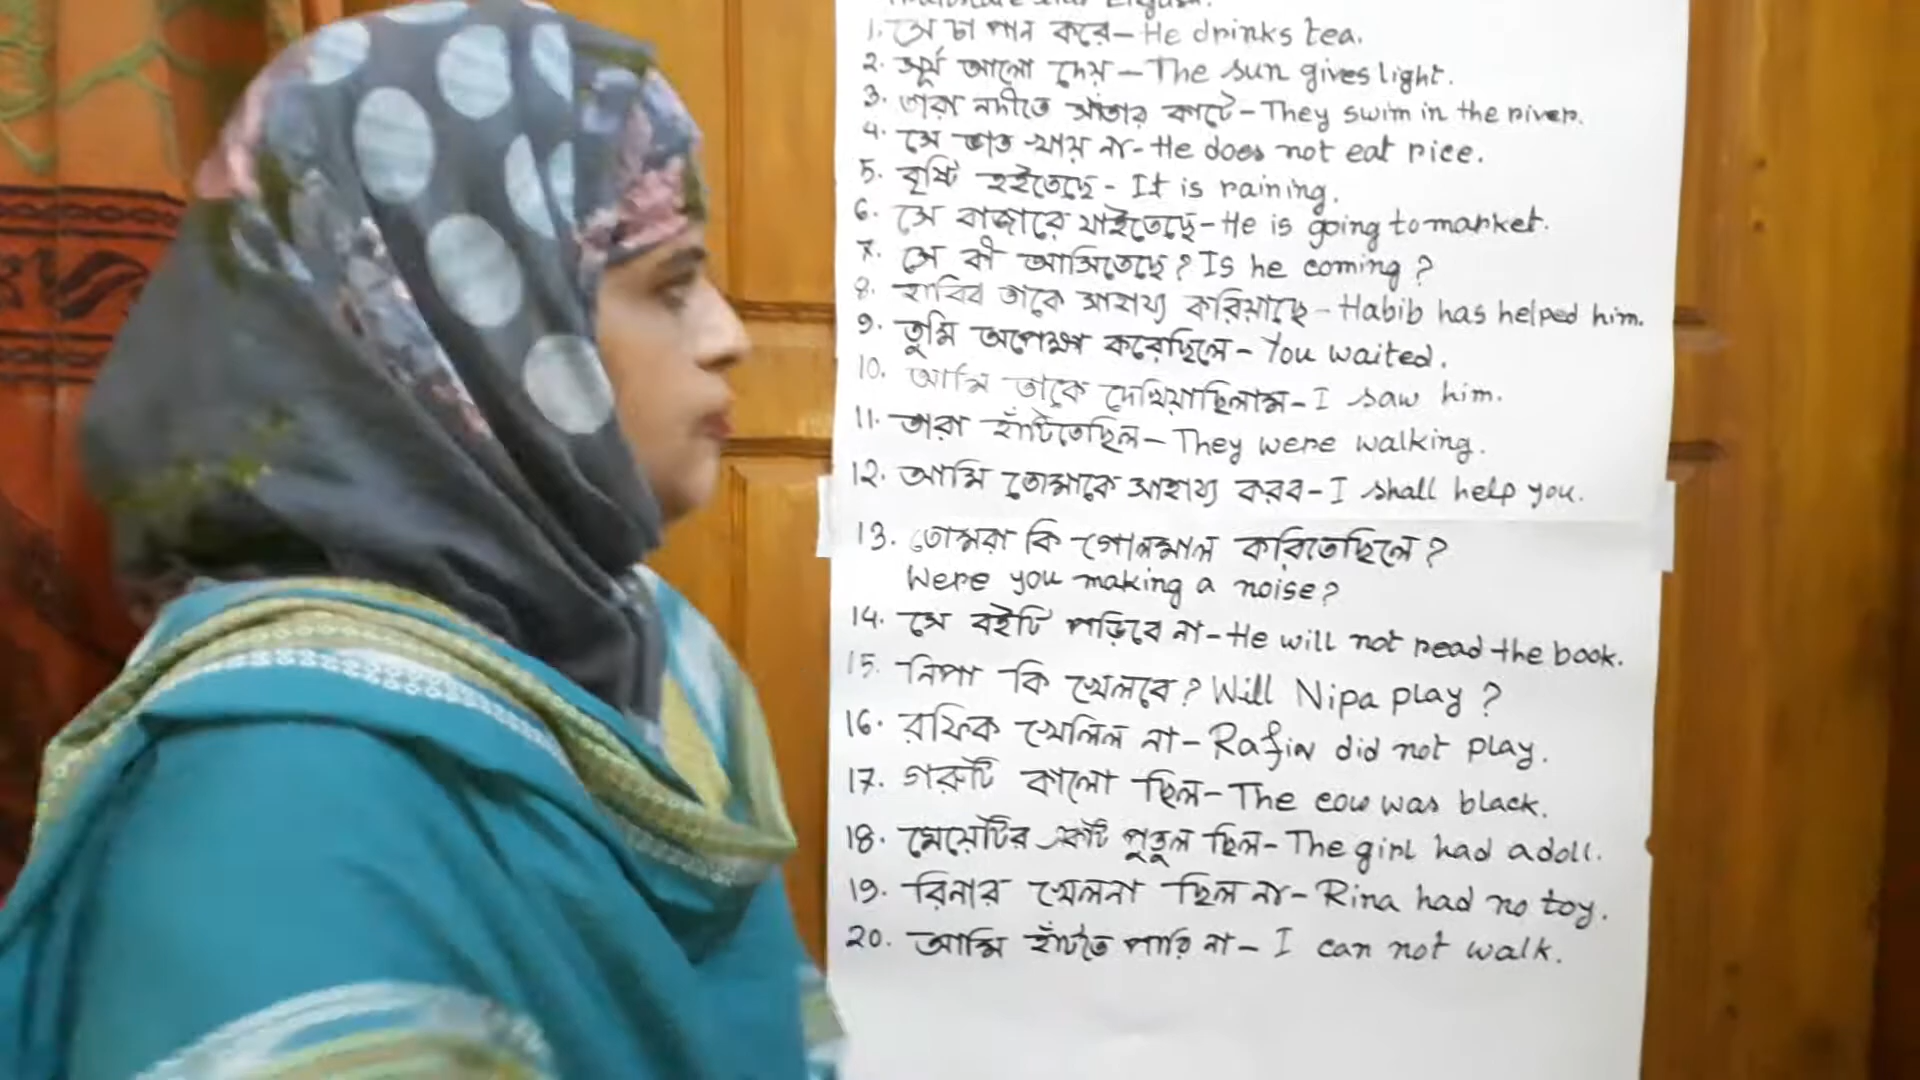 1. সে চা পান করে – He drinks tea.
2. সূর্য আলো দেয় – The sun gives light.
3. তারা নদীতে সাঁতার কাটে – They swim in the river.
4. সে ভাত খায় না - He does not eat rice.
5. বৃষ্টি হইতেছে - It is raining.
6. সে বাজারে যাইতেছে - He is going to market.
7. সে কী আসিতেছে? Is he coming?
8. হাবিব তাকে সাহায্য করিয়াছে - Habib has helped him.
9. তুমি অপেক্ষা করেছিলে - You waited.
10. আমি তাকে দেখিয়াছিলাম - I saw him.
11. তারা হাঁটিতেছিল - They were walking.
12. আমি তোমাকে সাহায্য করব - I shall help you.
13. তোমরা কি গোলমাল করিতেছিলে?
Were you making a noise?
14. সে বইটি পড়িবে না - He will not read the book.
15. নিপা কি খেলবে? Will Nipa play?
16. রফিক খেলিল না - did not play.
17. গরুটি কালো ছিল - The cow was black.
18. মেয়েটির একটি পুতুল ছিল - The girl had a doll.
19. রিনার খেলনা ছিল না - Rina had no toy.
20. আমি হাঁটতে পারি না - I can not walk.